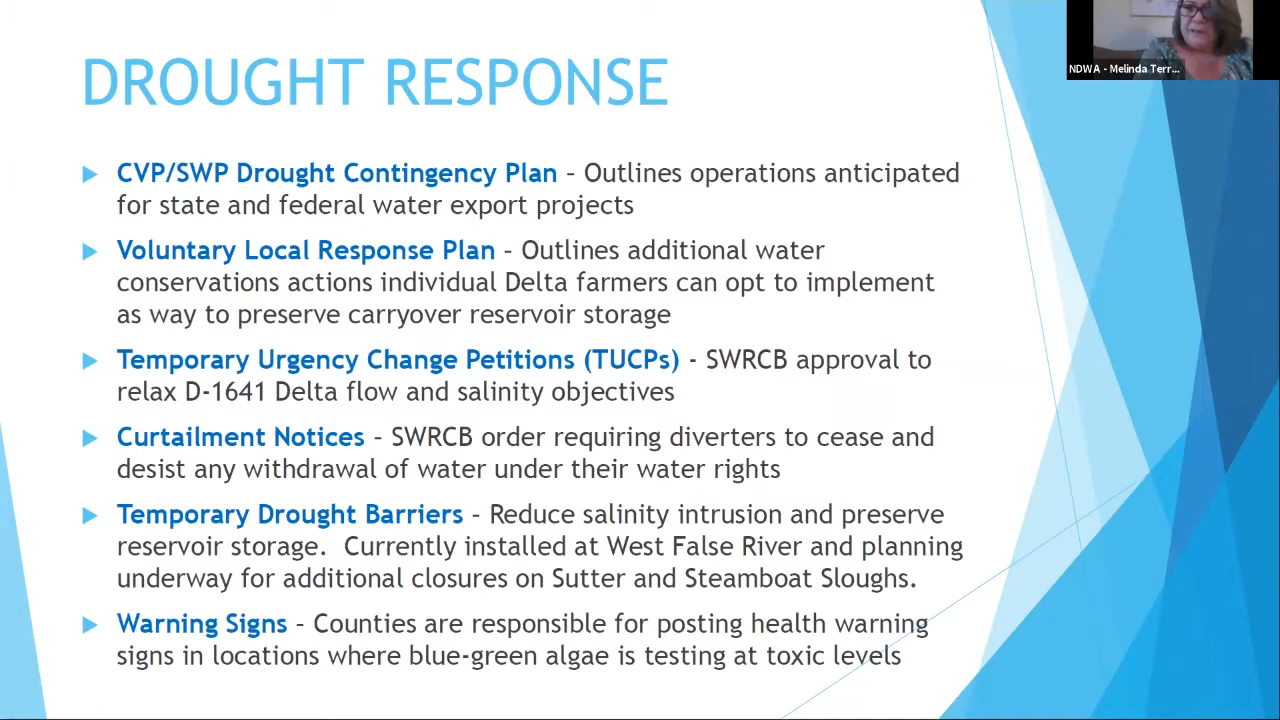 DROUGHT RESPONSE
NDWA - Melinda Terr...
CVP/SWP Drought Contingency Plan – Outlines operations anticipated
for state and federal water export projects
Voluntary Local Response Plan – Outlines additional water
conservations actions individual Delta farmers can opt to implement
as way to preserve carryover reservoir storage
Temporary Urgency Change Petitions (TUCPs) - SWRCB approval to
relax D-1641 Delta flow and salinity objectives
Curtailment Notices – SWRCB order requiring diverters to cease and
desist any withdrawal of water under their water rights
Temporary Drought Barriers – Reduce salinity intrusion and preserve
reservoir storage.  Currently installed at West False River and planning
underway for additional closures on Sutter and Steamboat Sloughs.
Warning Signs – Counties are responsible for posting health warning
signs in locations where blue-green algae is testing at toxic levels